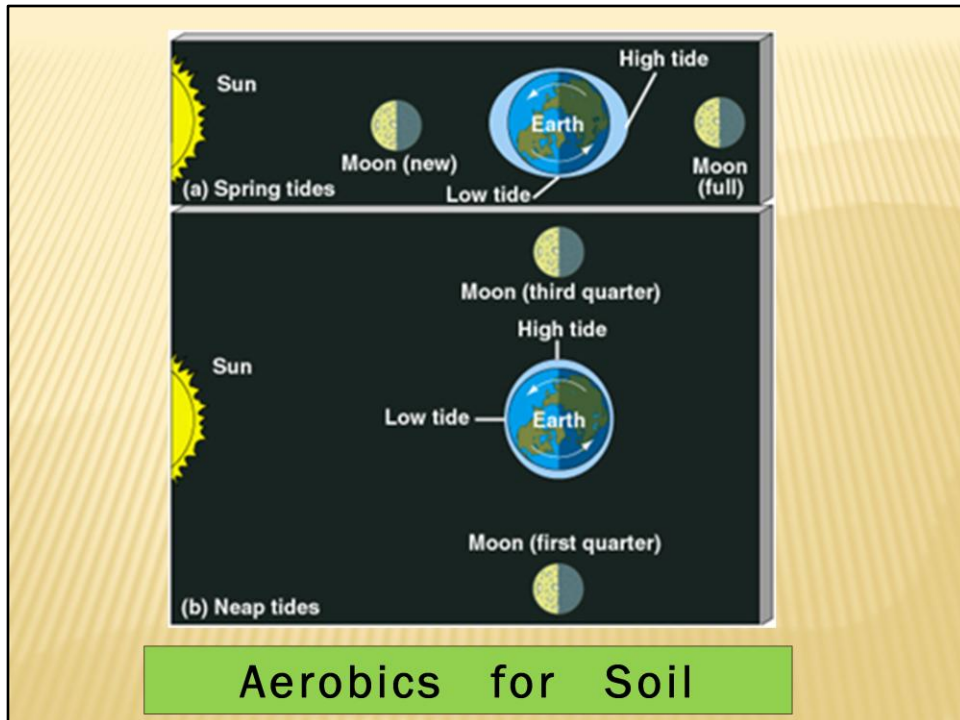 Sun
High tide
Earth
Moon (new)
Moon
(full)
(a) Spring tides
Low tide
Moon (third quarter)
High tide
Sun
Low tide
Earth
Moon (first quarter)
(b) Neap tides
Aerobics for Soil